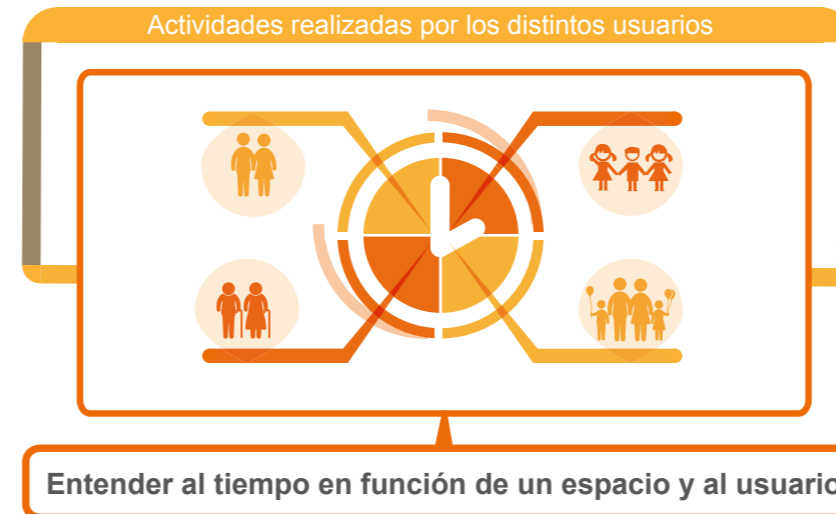 Actividades realizadas por los distintos usuarios
Entender al tiempo en función de un espacio y al usuario